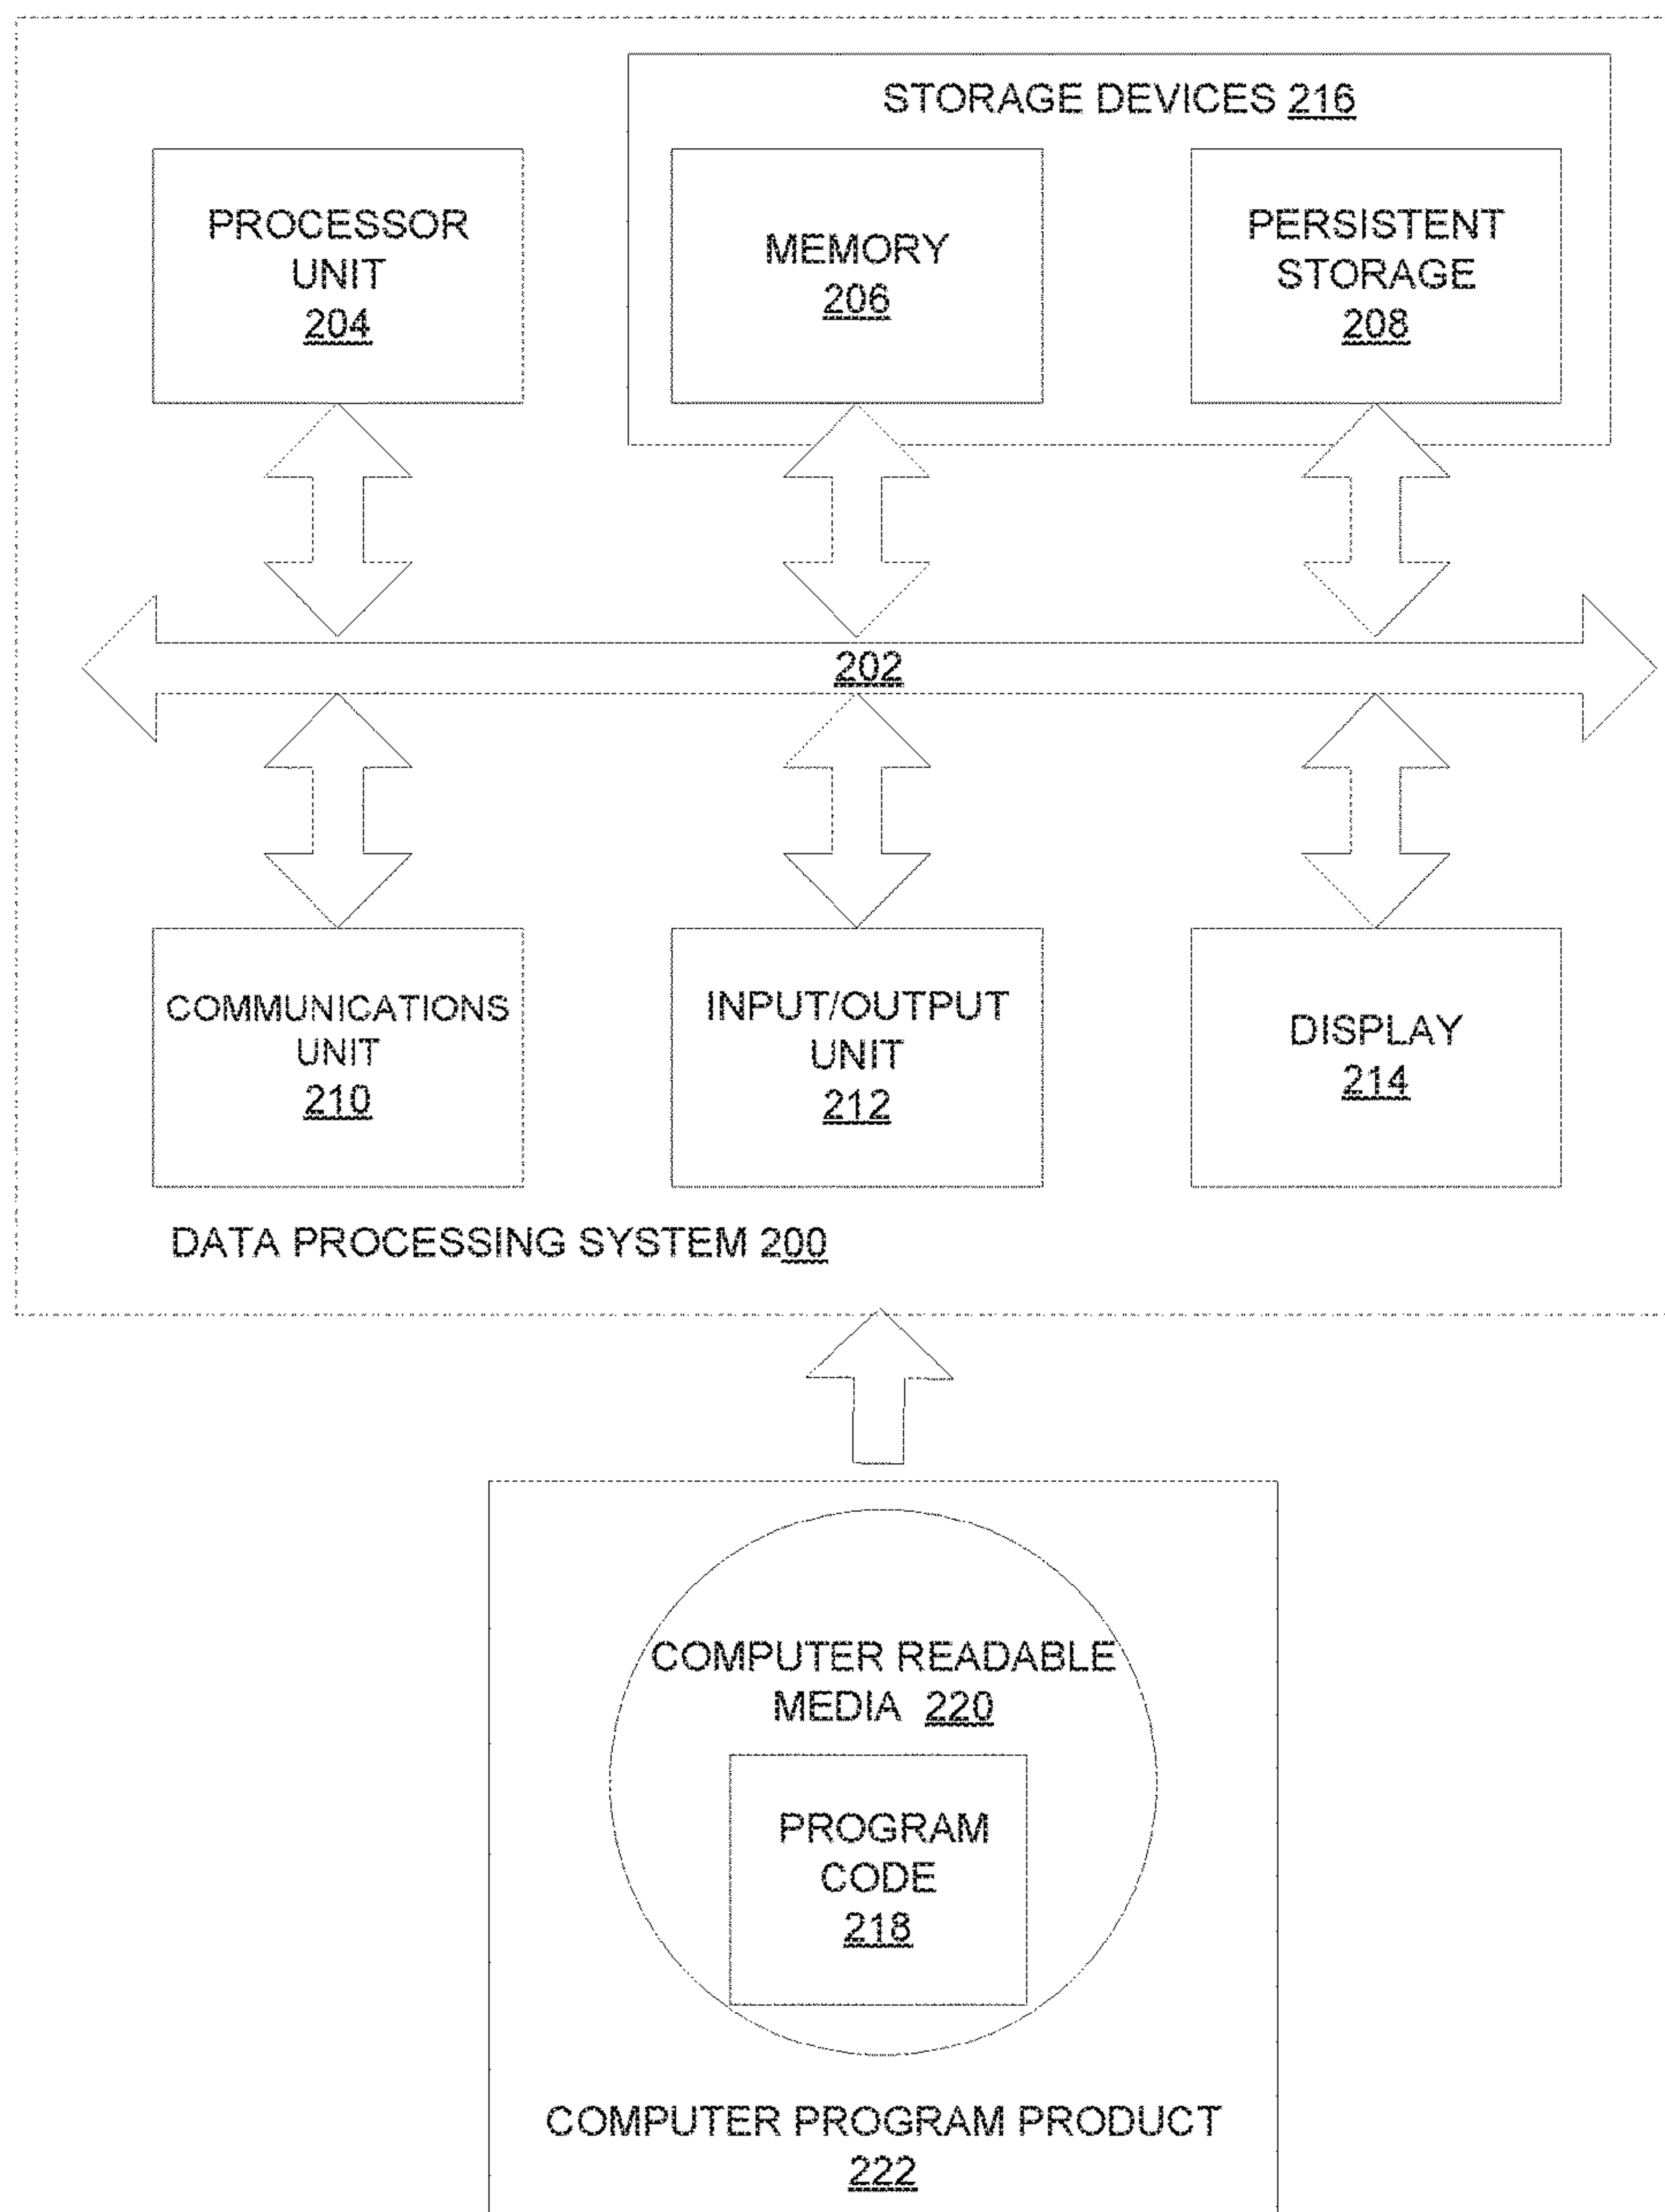 STORAGE DEVICES 216
PROCESSOR
UNIT
204
MEMORY
206
PERSISTENT
STORAGE
208
202
COMMUNICATIONS
UNIT
210
INPUT/OUTPUT
UNIT
212
DISPLAY
214
DATA PROCESSING SYSTEM 200
COMPUTER READABLE
MEDIA 220
PROGRAM
CODE
218
COMPUTER PROGRAM PRODUCT
222